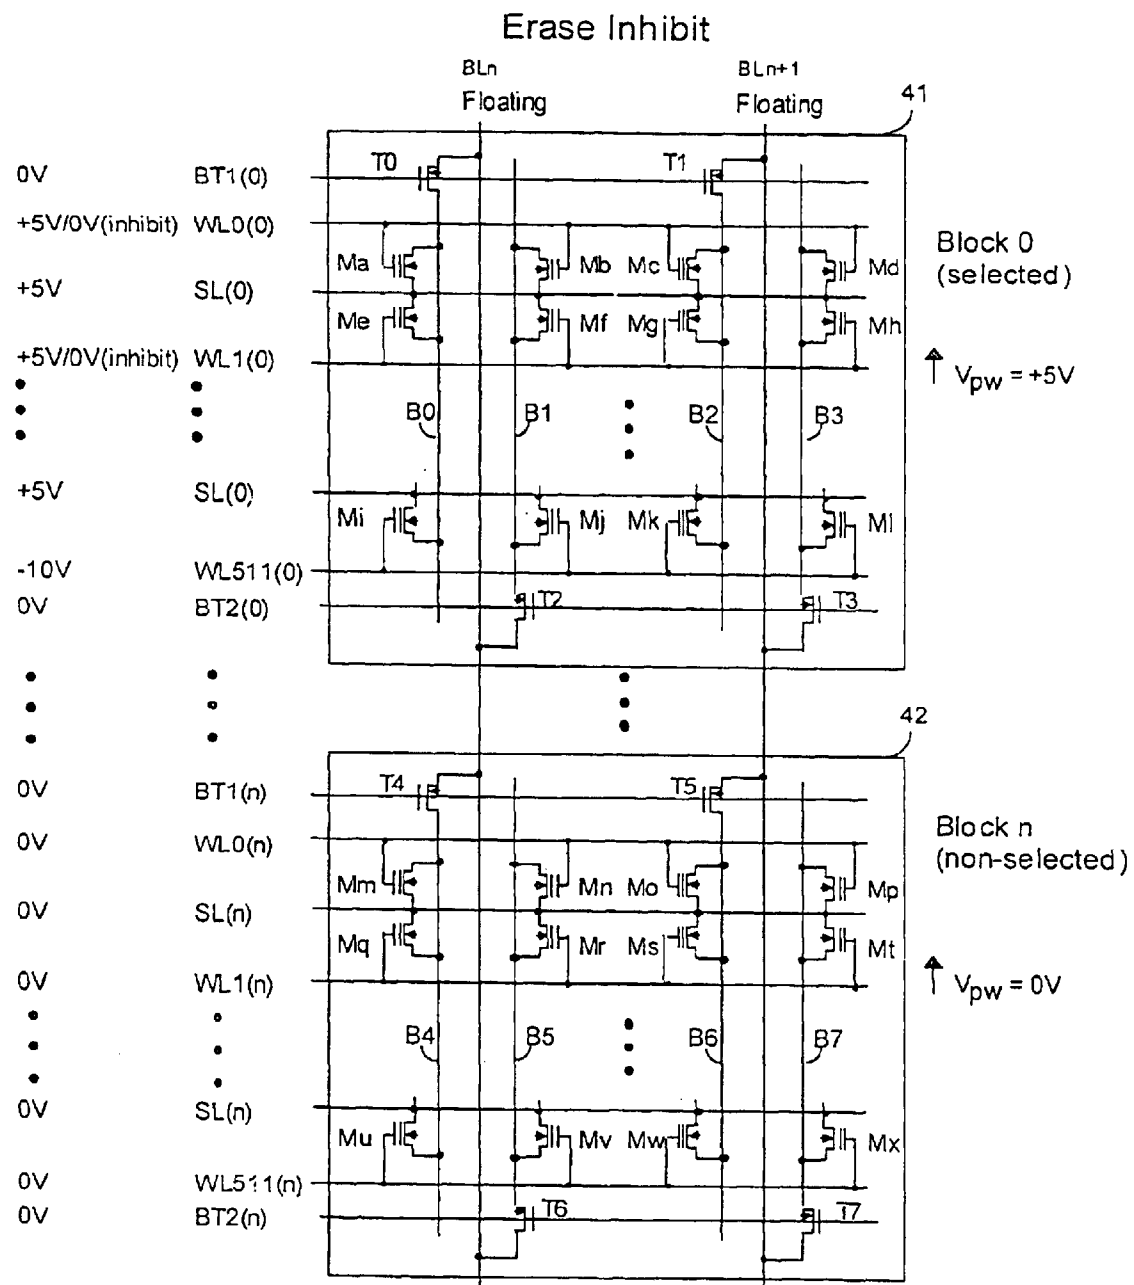 Erase Inhibit
BLn BLn+1
Floating Floating
41
0V BT1(0) T0 T1
+5V/0V(inhibit) WL0(0)
Block 0
(selected)
Ma Mb Mc Md
+5V SL(0)
Me Mf Mg Mh
+5V/0V(inhibit) WL1(0)
Vpw = +5V
B0 B1 B2 B3
+5V SL(0)
Mi Mj Mk Ml
-10V WL511(0)
0V BT2(0) T2 T3
42
0V BT1(n) T4 T5
0V WL0(n)
Block n
(non-selected)
Mm Mn Mo Mp
0V SL(n)
Mq Mr Ms Mt
0V WL1(n)
Vpw = 0V
B4 B5 B6 B7
0V SL(n)
Mu Mv Mw Mx
0V WL511(n)
0V BT2(n) T6 T7